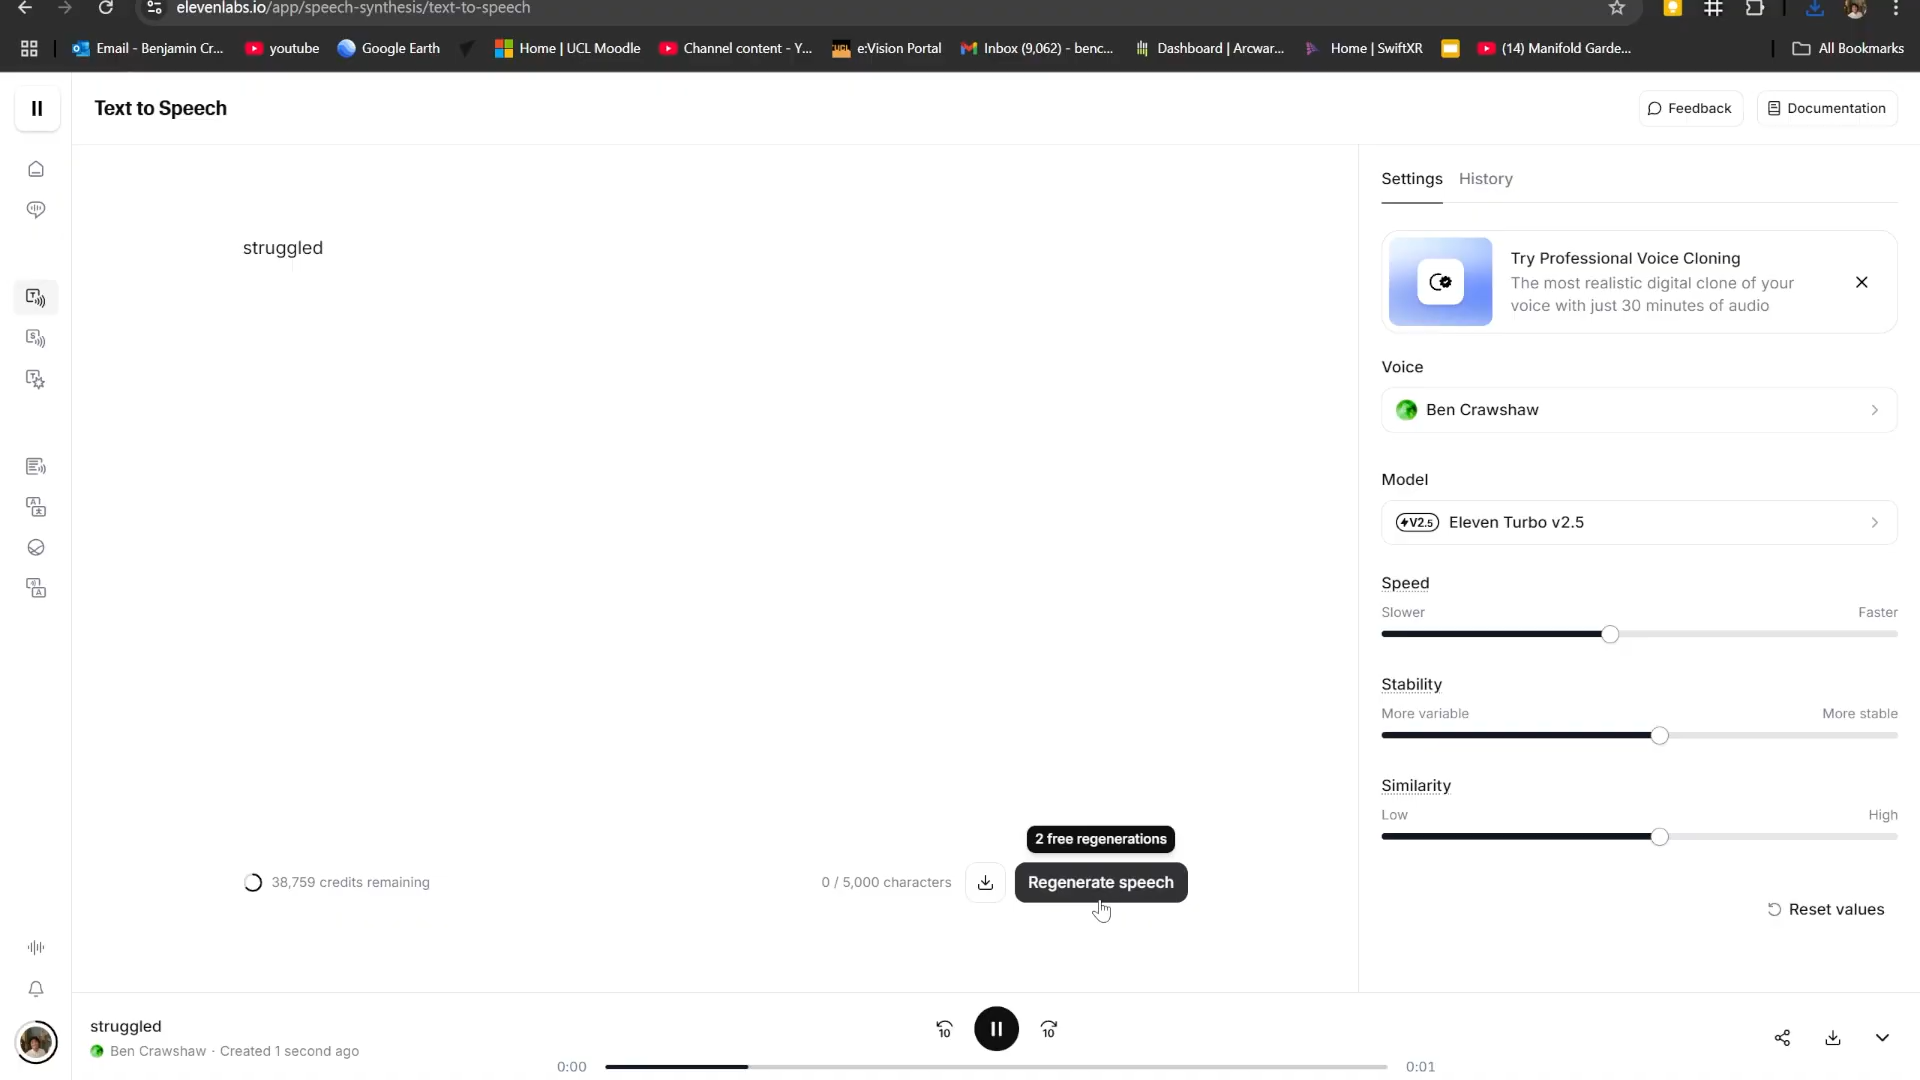 elevenlabs.io/app/speech-synthesis/text-to-speech
Email - Benjamin Cr...
youtube
Google Earth
Home | UCL Moodle
Channel content - Y...
UCL
e:Vision Portal
Inbox (9,062) - benc...
Dashboard | Arcwar...
Home | SwiftXR
(14) Manifold Garde...
All Bookmarks
Text to Speech
Feedback
Documentation
Settings
History
struggled
Try Professional Voice Cloning
The most realistic digital clone of your
voice with just 30 minutes of audio
Voice
Ben Crawshaw
Model
V2.5 Eleven Turbo v2.5
Speed
Slower
Faster
Stability
More variable
More stable
Similarity
Low
High
2 free regenerations
38,759 credits remaining
0 / 5,000 characters
Regenerate speech
Reset values
struggled
Ben Crawshaw · Created 1 second ago
10
10
0:00
0:01